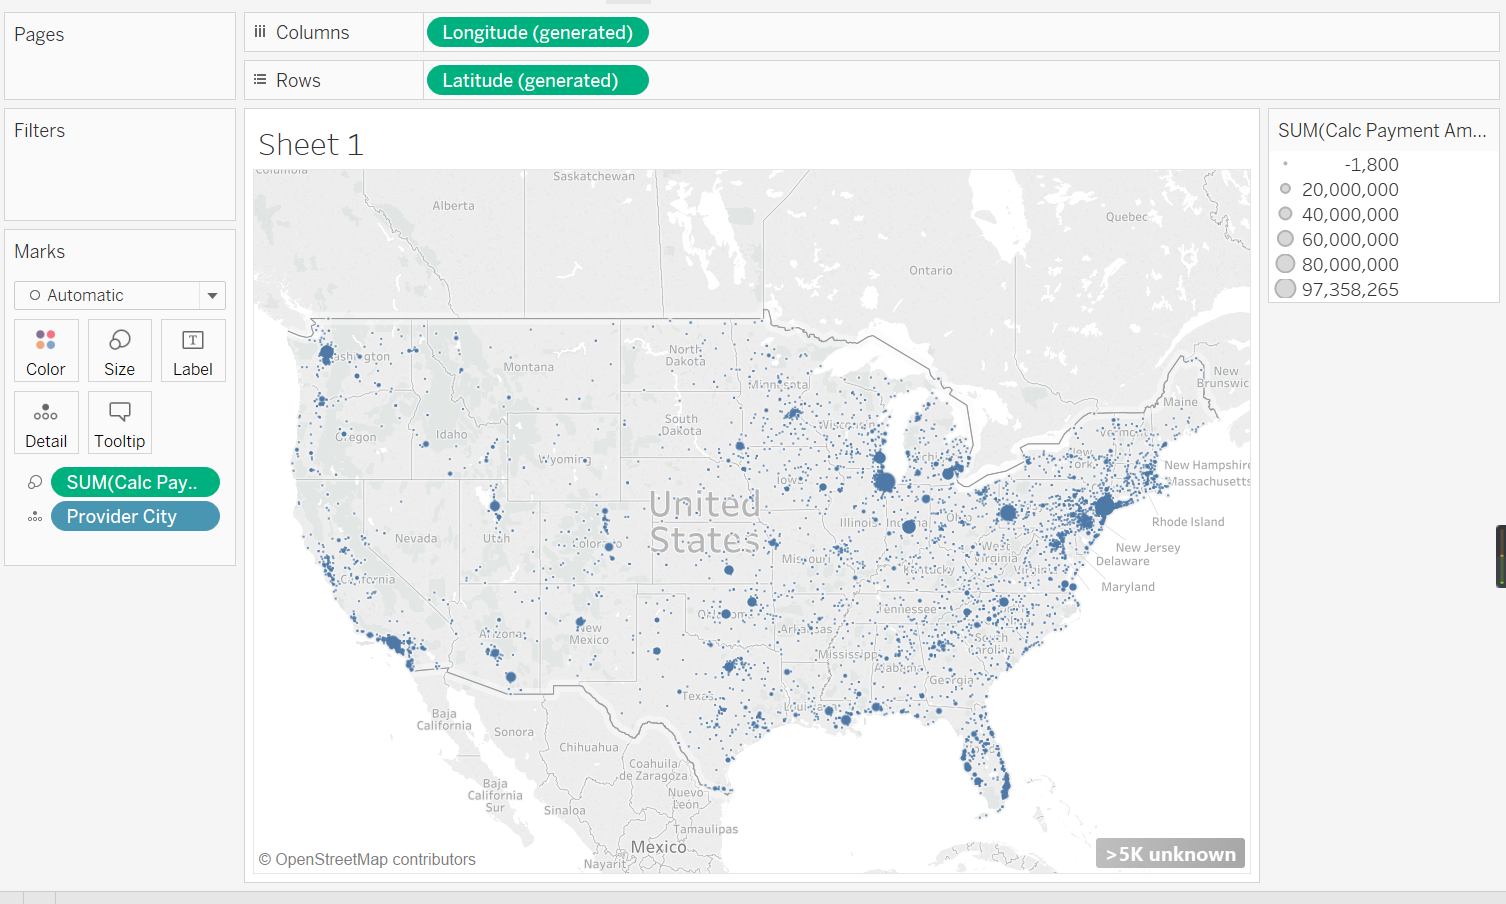 Pages
Columns
Longitude (generated)
Rows
Latitude (generated)
Filters
Marks
Automatic
Color
Size
Label
Detail
Tooltip
SUM(Calc Pay..
Provider City
Sheet 1
Columbia
Saskatchewan
Alberta
Quebec
Ontario
Washington
Montana
North
Dakota
Minnesota
New
Brunswic
Maine
Oregon
Idaho
South
Dakota
Wisconsin
Vermont
Michi
New
York
New Hampshire
Massachusetts
Wyoming
Iowa
United
States
Rhode Island
Illinois
Indiana
Ohio
Nevada
Utah
Colorado
Missouri
West
Virginia
New Jersey
Delaware
Maryland
California
Kentucky
Virginia
Oklahoma
Tennessee
Arizona
New
Mexico
Arkansas
South
Carolina
Mississippi
Alabama
Georgia
Texas
Louisiana
Baja
California
Sonora
Chihuahua
Coahuila
de Zaragoza
Baja
California
Sur
Sinaloa
Nuevo
León
Tamaulipas
Mexico
Nayarit
© OpenStreetMap contributors
>5K unknown
SUM(Calc Payment Am...
-1,800
20,000,000
40,000,000
60,000,000
80,000,000
97,358,265